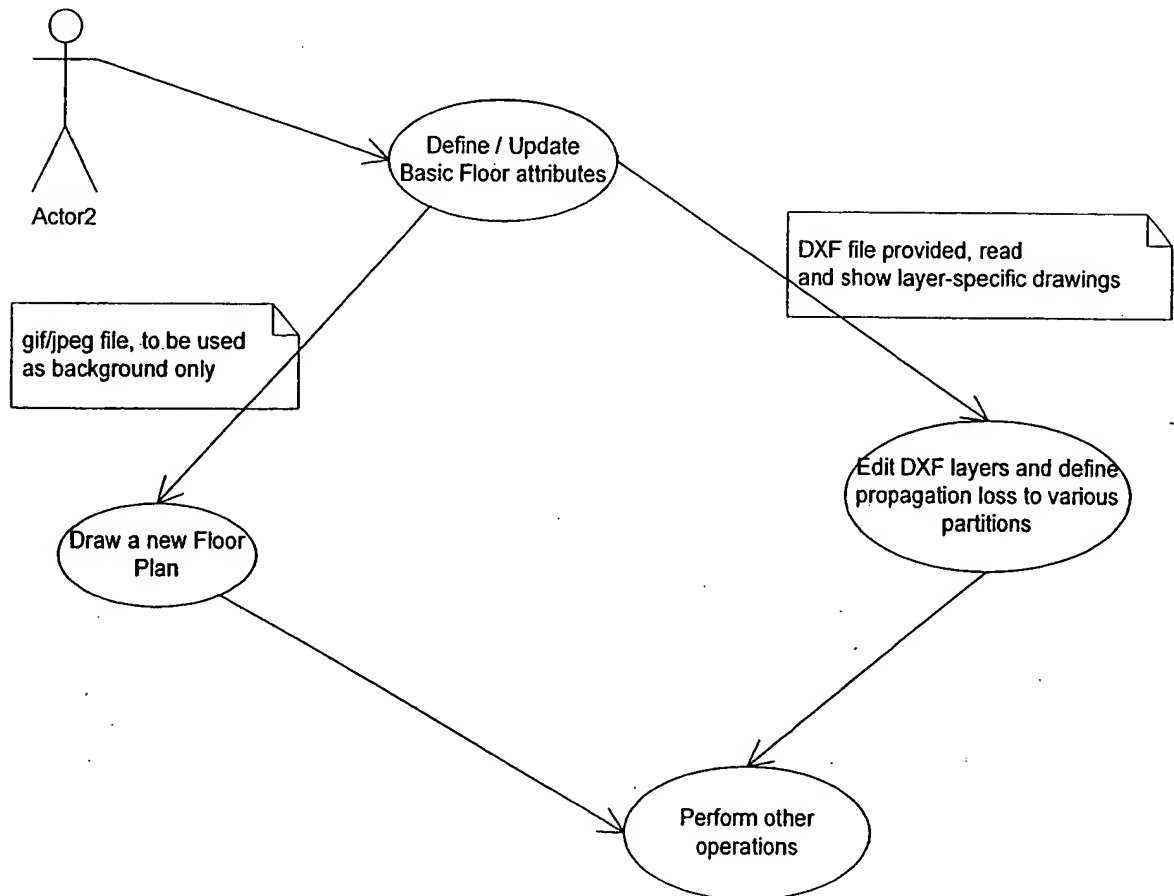 Define / Update
Basic Floor attributes
Actor2
DXF file provided, read
and show layer-specific drawings
gif/jpeg file, to be used
as background only
Edit DXF layers and define
propagation loss to various
partitions
Draw a new Floor
Plan
Perform other
operations